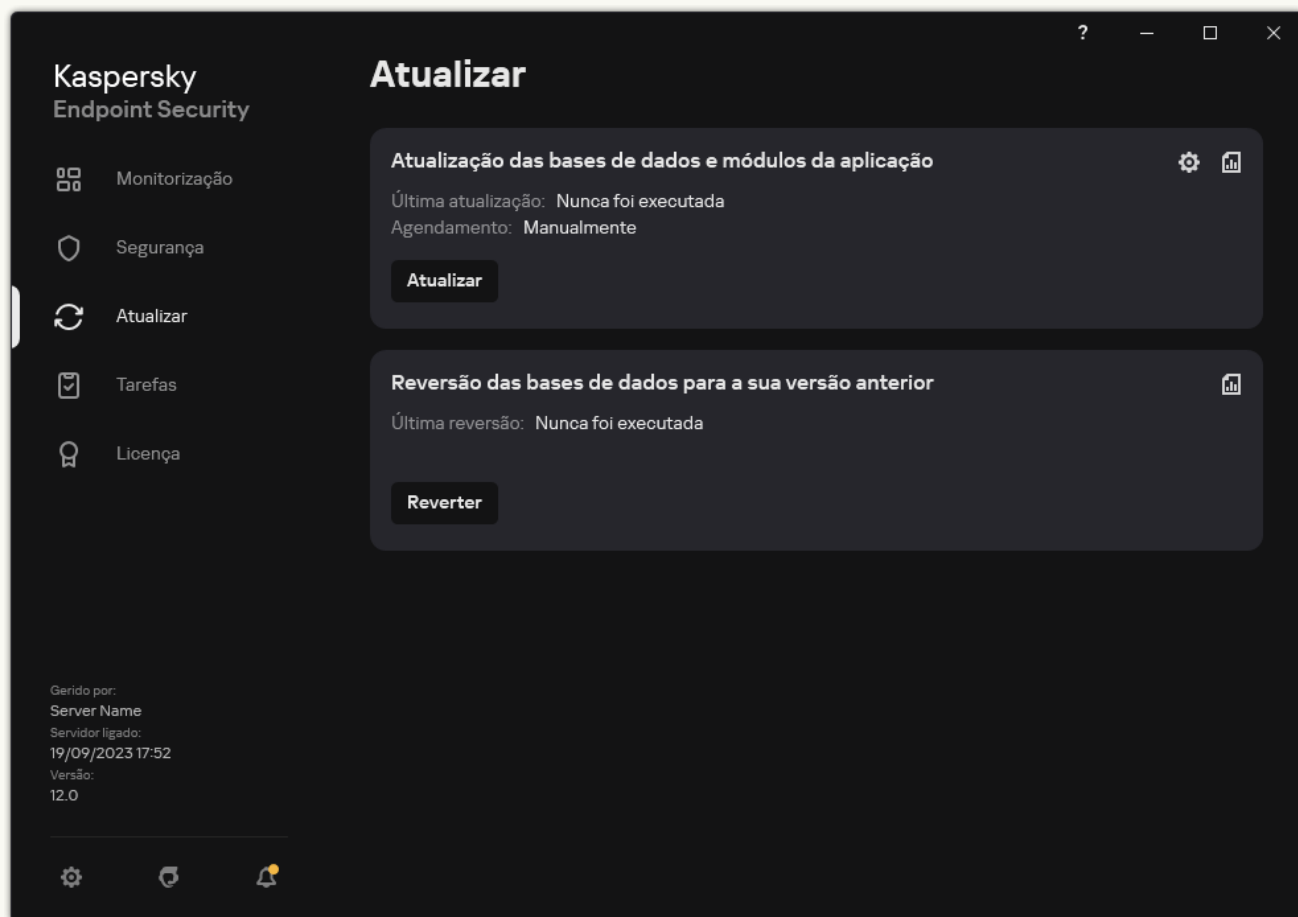 ?
Kaspersky
Endpoint Security
Monitorização
Segurança
Atualizar
Tarefas
Licença
Gerido por:
Server Name
Servidor ligado:
19/09/2023 17:52
Versão:
12.0
Atualizar
Atualização das bases de dados e módulos da aplicação
Última atualização: Nunca foi executada
Agendamento: Manualmente
Atualizar
Reversão das bases de dados para a sua versão anterior
Última reversão: Nunca foi executada
Reverter